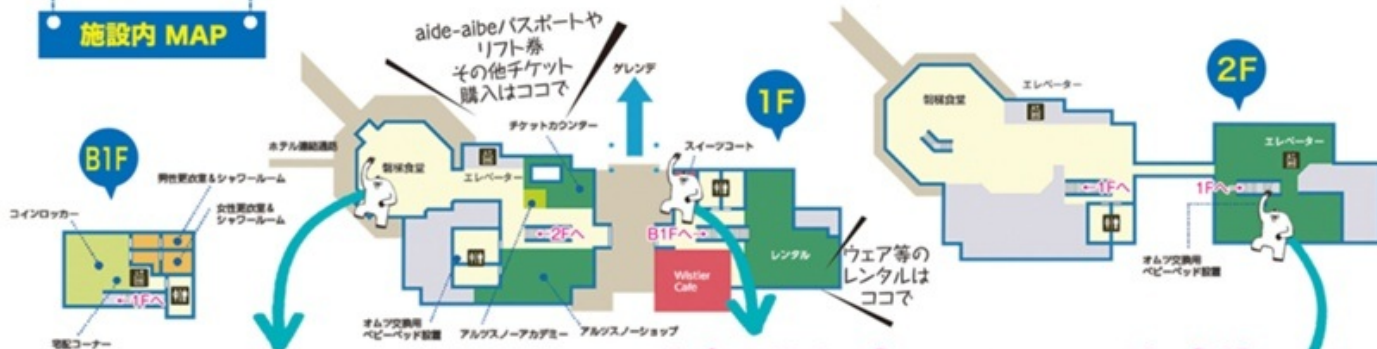 施設内 MAP
aide-aibeパスポートや
リフト券
その他チケット
購入はココで
ゲレンデ
1F
2F
B1F
男性更衣室&シャワールーム
女性更衣室&
シャワールーム
コインロッカー
←1Fへ
宅配コーナー
ホテル連絡通路
磐梯食堂
エレベーター
チケットカウンター
←2Fへ
オムツ交換用
ベビーベッド設置
アルツスノーアカデミー
アルツスノーショップ
スイーツコート
B1Fへ→
Wistler
Cafe
レンタル
ウェア等の
レンタルは
ココで
磐梯食堂
エレベーター
←1Fへ
エレベーター
1Fへ→
オムツ交換用
ベビーベッド設置